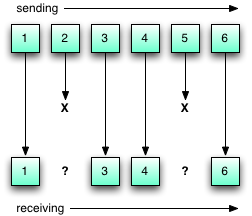 sending
1 2 3 4 5 6
X X
1 ? 3 4 ? 6
receiving